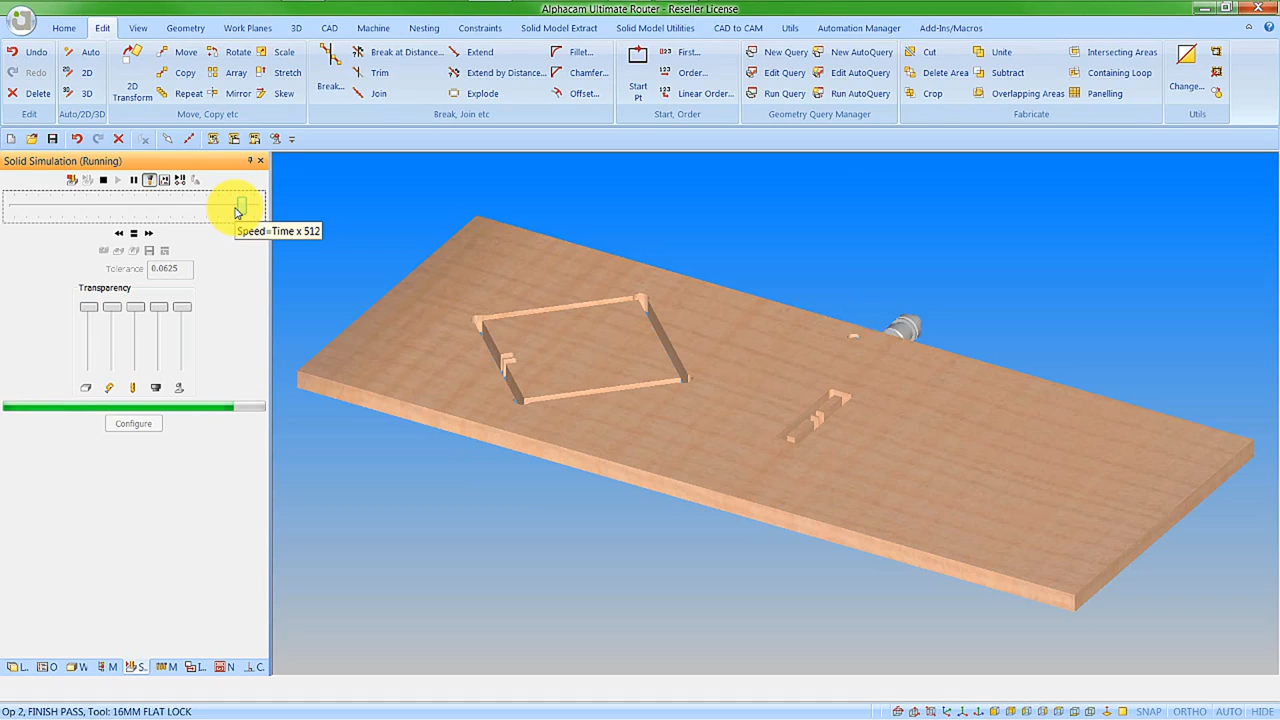 Alphacam Ultimate Router - Reseller License
Home Edit View Geometry Work Planes 3D CAD Machine Nesting Constraints Solid Model Extract Solid Model Utilities CAD to CAM Automation Manager Utils Add-Ins/Macros
Undo Auto Move Rotate Scale Break at Distance... Extend Fillet... First... New Query New AutoQuery Cut Unite Intersecting Areas
Redo 2D Copy Array Stretch Trim Extend by Distance... Chamfer... Order... Edit Query Edit AutoQuery Delete Area Subtract Containing Loop
2D Transform Break... Start Pt Change...
Delete 3D Repeat Mirror Skew Join Explode Offset... Linear Order... Run Query Run AutoQuery Crop Overlapping Areas Panelling
Edit Auto/2D/3D Move, Copy etc Break, Join etc Start, Order Geometry Query Manager Fabricate Utils
Solid Simulation (Running)
Speed=Time x 512
Tolerance 0.0625
Transparency
Configure
L.. O W M S.. M I.. N C.
Op 2, FINISH PASS, Tool: 16MM FLAT LOCK SNAP ORTHO AUTO HIDE